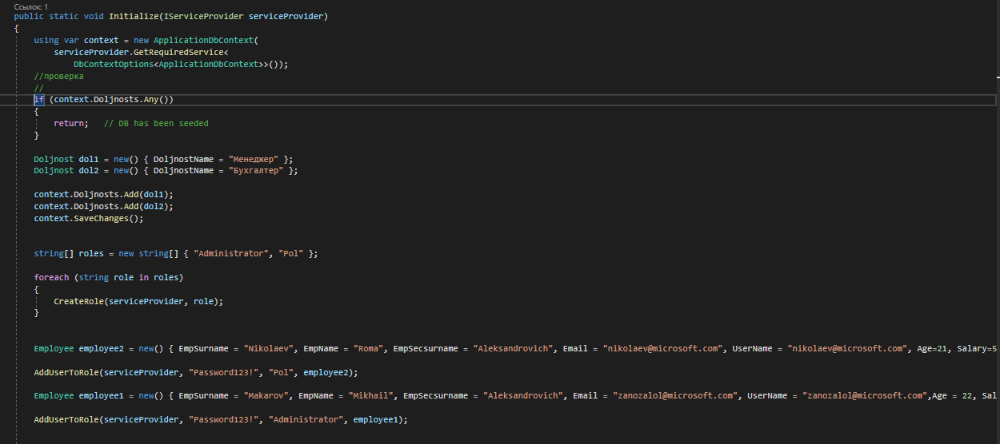 Ссылок: 1
public static void Initialize(IServiceProvider serviceProvider)
{
using var context = new ApplicationDbContext(
serviceProvider.GetRequiredService<
DbContextOptions<ApplicationDbContext>>());
//проверка
//
if (context.Doljnosts.Any())
{
return;   // DB has been seeded
}
Doljnost dol1 = new() { DoljnostName = "Менеджер" };
Doljnost dol2 = new() { DoljnostName = "Бухгалтер" };
context.Doljnosts.Add(dol1);
context.Doljnosts.Add(dol2);
context.SaveChanges();
string[] roles = new string[] { "Administrator", "Pol" };
foreach (string role in roles)
{
CreateRole(serviceProvider, role);
}
Employee employee2 = new() { EmpSurname = "Nikolaev", EmpName = "Roma", EmpSecsurname = "Aleksandrovich", Email = "nikolaev@microsoft.com", UserName = "nikolaev@microsoft.com", Age=21, Salary=5
AddUserToRole(serviceProvider, "Password123!", "Pol", employee2);
Employee employee1 = new() { EmpSurname = "Makarov", EmpName = "Mikhail", EmpSecsurname = "Aleksandrovich", Email = "zanozalol@microsoft.com", UserName = "zanozalol@microsoft.com",Age = 22, Sal
AddUserToRole(serviceProvider, "Password123!", "Administrator", employee1);